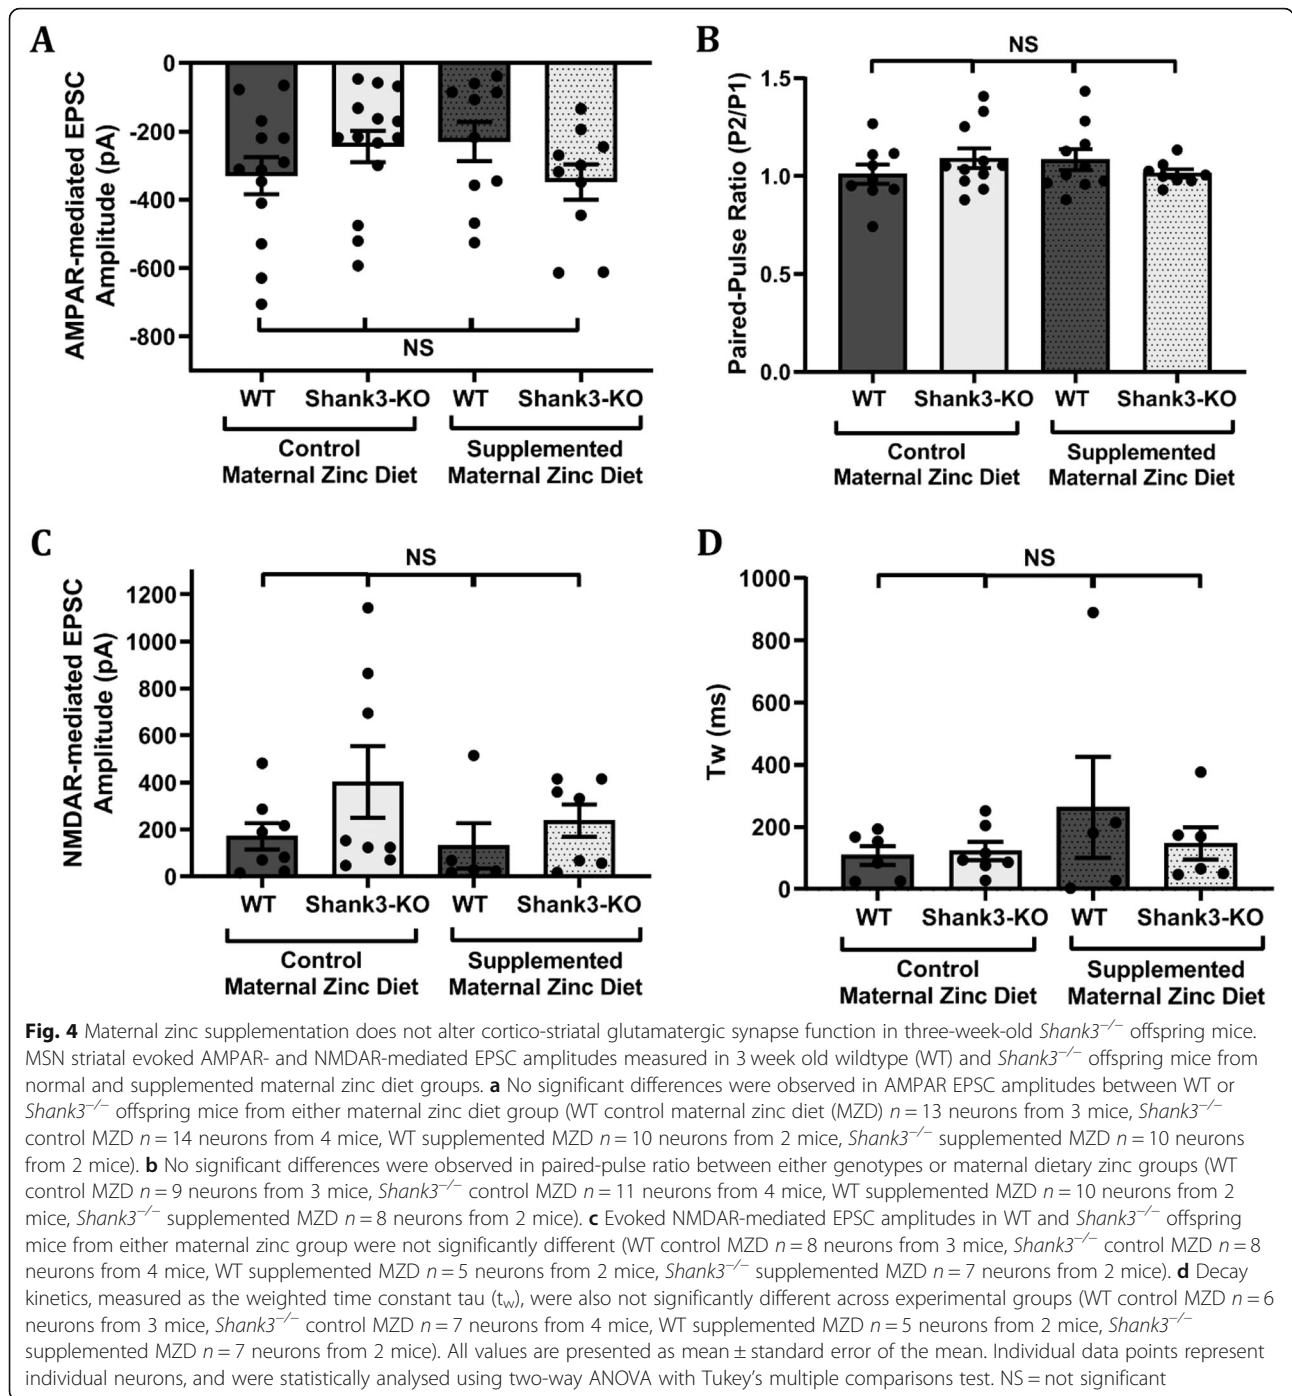 A
AMPAR-mediated EPSC
Amplitude (pA)
0
-200
-400
-600
-800
NS
WT Shank3-KO WT Shank3-KO
Control Supplemented
Maternal Zinc Diet Maternal Zinc Diet
B
Paired-Pulse Ratio (P2/P1)
NS
1.5
1.0
0.5
0.0
WT Shank3-KO WT Shank3-KO
Control Supplemented
Maternal Zinc Diet Maternal Zinc Diet
C
NMDAR-mediated EPSC
Amplitude (pA)
NS
1200
1000
800
600
400
200
0
WT Shank3-KO WT Shank3-KO
Control Supplemented
Maternal Zinc Diet Maternal Zinc Diet
D
Tw (ms)
NS
1000
800
600
400
200
0
WT Shank3-KO WT Shank3-KO
Control Supplemented
Maternal Zinc Diet Maternal Zinc Diet
Fig. 4 Maternal zinc supplementation does not alter cortico-striatal glutamatergic synapse function in three-week-old Shank3−/− offspring mice.
MSN striatal evoked AMPAR- and NMDAR-mediated EPSC amplitudes measured in 3 week old wildtype (WT) and Shank3−/− offspring mice from
normal and supplemented maternal zinc diet groups. a No significant differences were observed in AMPAR EPSC amplitudes between WT or
Shank3−/− offspring mice from either maternal zinc diet group (WT control maternal zinc diet (MZD) n = 13 neurons from 3 mice, Shank3−/−
control MZD n = 14 neurons from 4 mice, WT supplemented MZD n = 10 neurons from 2 mice, Shank3−/− supplemented MZD n = 10 neurons
from 2 mice). b No significant differences were observed in paired-pulse ratio between either genotypes or maternal dietary zinc groups (WT
control MZD n = 9 neurons from 3 mice, Shank3−/− control MZD n = 11 neurons from 4 mice, WT supplemented MZD n = 10 neurons from 2
mice, Shank3−/− supplemented MZD n = 8 neurons from 2 mice). c Evoked NMDAR-mediated EPSC amplitudes in WT and Shank3−/− offspring
mice from either maternal zinc group were not significantly different (WT control MZD n = 8 neurons from 3 mice, Shank3−/− control MZD n = 8
neurons from 4 mice, WT supplemented MZD n = 5 neurons from 2 mice, Shank3−/− supplemented MZD n = 7 neurons from 2 mice). d Decay
kinetics, measured as the weighted time constant tau (tw), were also not significantly different across experimental groups (WT control MZD n = 6
neurons from 3 mice, Shank3−/− control MZD n = 7 neurons from 4 mice, WT supplemented MZD n = 5 neurons from 2 mice, Shank3−/−
supplemented MZD n = 7 neurons from 2 mice). All values are presented as mean ± standard error of the mean. Individual data points represent
individual neurons, and were statistically analysed using two-way ANOVA with Tukey's multiple comparisons test. NS = not significant